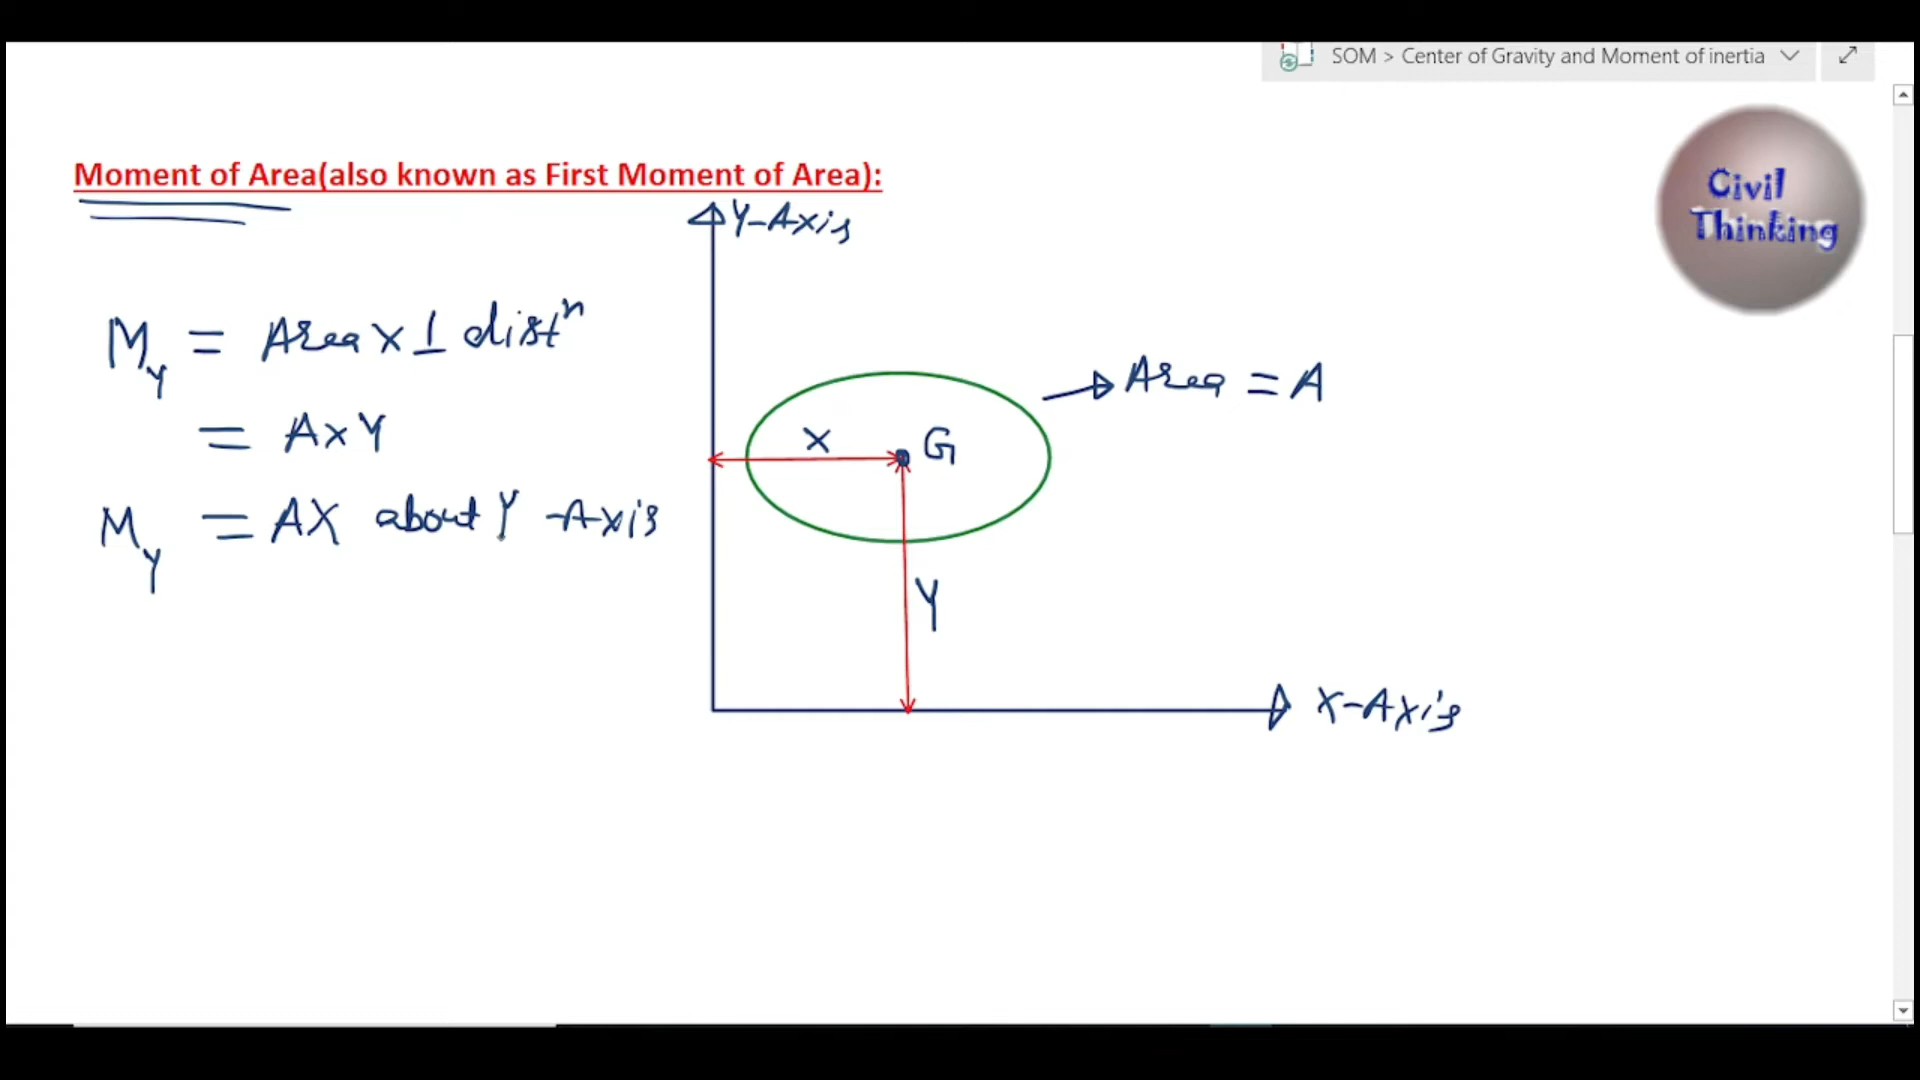 SOM > Center of Gravity and Moment of inertia
Civil
Thinking
Moment of Area(also known as First Moment of Area):
Y-Axis
My = Area x ⊥ distn
= AxY
My = AX about Y-Axis
Area = A
X
G
Y
X-Axis